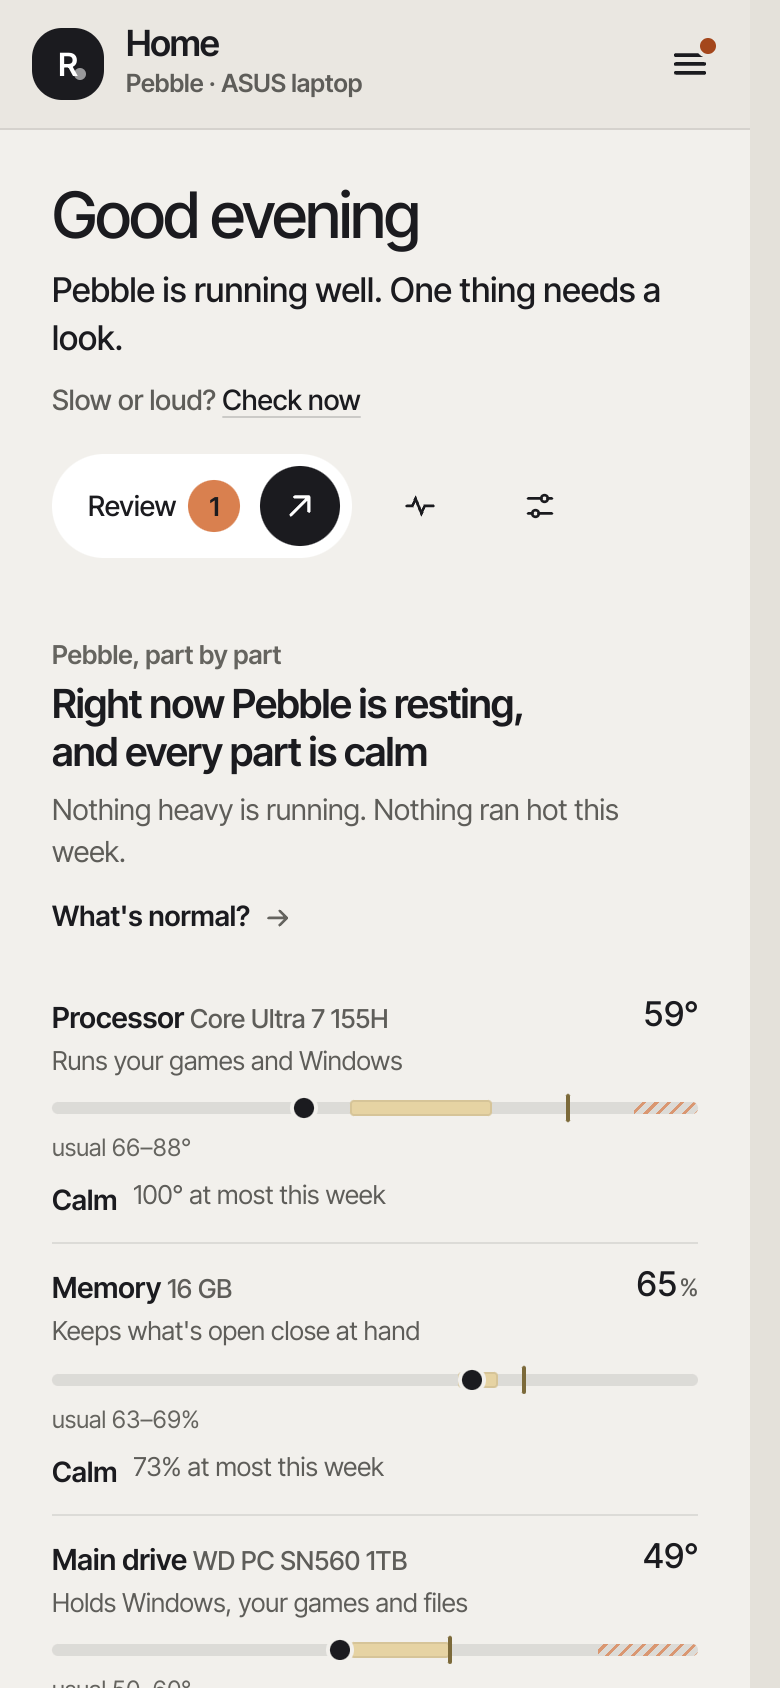 R
Home
Pebble · ASUS laptop
Good evening
Pebble is running well. One thing needs a
look.
Slow or loud? Check now
Review 1
Pebble, part by part
Right now Pebble is resting,
and every part is calm
Nothing heavy is running. Nothing ran hot this
week.
What's normal? →
Processor Core Ultra 7 155H 59°
Runs your games and Windows
usual 66–88°
Calm 100° at most this week
Memory 16 GB 65%
Keeps what's open close at hand
usual 63–69%
Calm 73% at most this week
Main drive WD PC SN560 1TB 49°
Holds Windows, your games and files
usual 50–60°